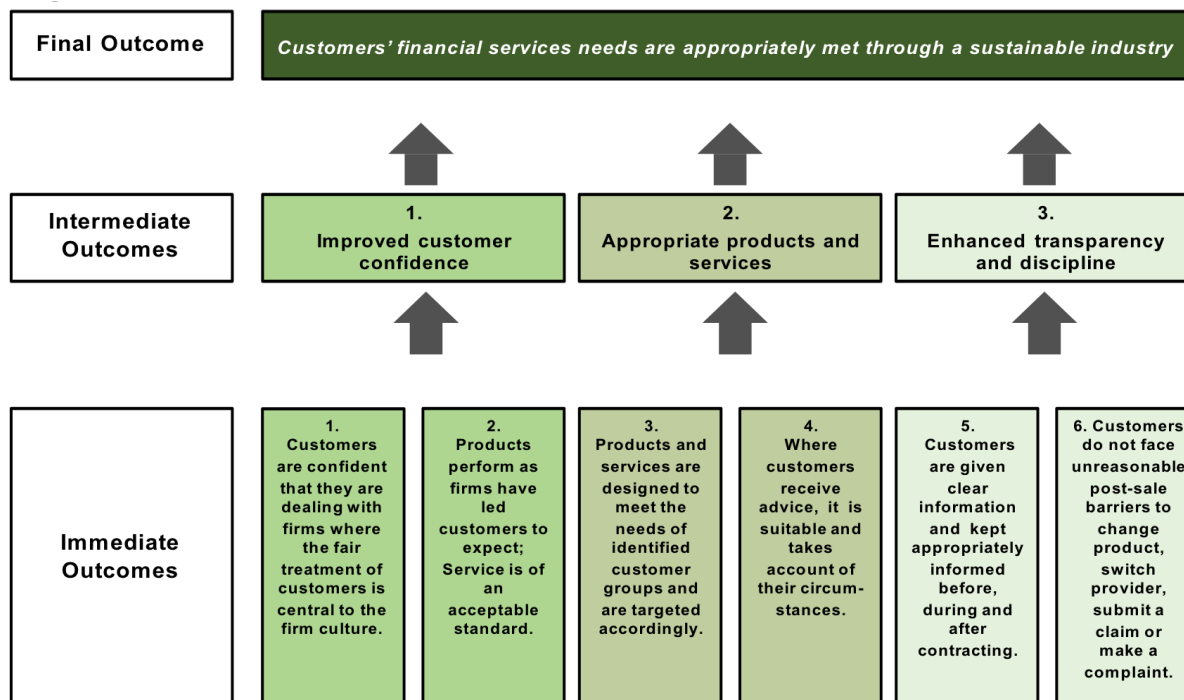 Final Outcome
Customers' financial services needs are appropriately met through a sustainable industry
Intermediate
Outcomes
1.
Improved customer
confidence
2.
Appropriate products and
services
3.
Enhanced transparency
and discipline
Immediate
Outcomes
1.
Customers
are confident
that they are
dealing with
firms where
the fair
treatment of
customers is
central to the
firm culture.
2.
Products
perform as
firms have
led
customers to
expect;
Service is of
an
acceptable
standard.
3.
Products and
services are
designed to
meet the
needs of
identified
customer
groups and
are targeted
accordingly.
4.
Where
customers
receive
advice, it is
suitable and
takes
account of
their circum-
stances.
5.
Customers
are given
clear
information
and kept
appropriately
informed
before,
during and
after
contracting.
6. Customers
do not face
unreasonable
post-sale
barriers to
change
product,
switch
provider,
submit a
claim or
make a
complaint.